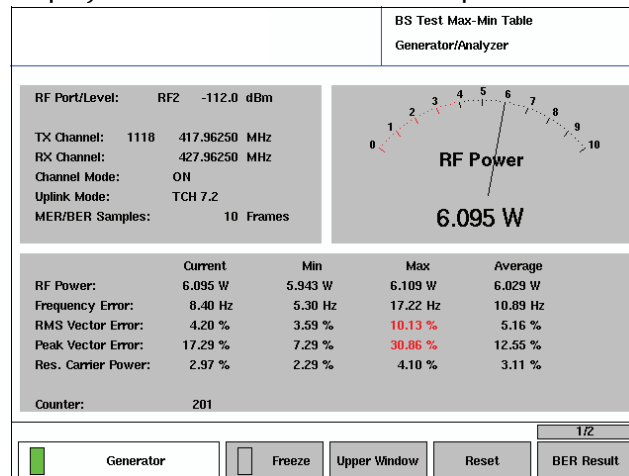 BS Test Max-Min Table
Generator/Analyzer
RF Port/Level: RF2 -112.0 dBm
TX Channel: 1118 417.96250 MHz
RX Channel: 427.96250 MHz
Channel Mode: ON
Uplink Mode: TCH 7.2
MER/BER Samples: 10 Frames
0 1 2 3 4 5 6 7 8 9 10
RF Power
6.095 W
Current Min Max Average
RF Power: 6.095 W 5.943 W 6.109 W 6.029 W
Frequency Error: 8.40 Hz 5.30 Hz 17.22 Hz 10.89 Hz
RMS Vector Error: 4.20 % 3.59 % 10.13 % 5.16 %
Peak Vector Error: 17.29 % 7.29 % 30.86 % 12.55 %
Res. Carrier Power: 2.97 % 2.29 % 4.10 % 3.11 %
Counter: 201
1/2
Generator Freeze Upper Window Reset BER Result